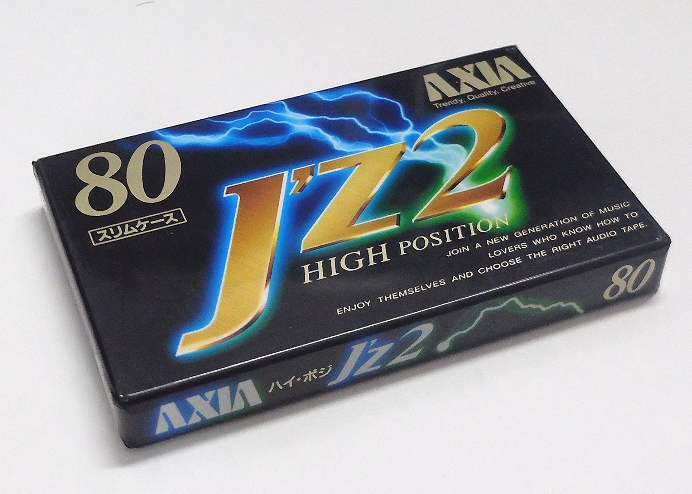 AXIA
Trendy, Quality, Creative
80
スリムケース
J'Z2
HIGH POSITION
JOIN A NEW GENERATION OF MUSIC
LOVERS WHO KNOW HOW TO
ENJOY THEMSELVES AND CHOOSE THE RIGHT AUDIO TAPE.
AXIA ハイ・ポジ J'Z2 80